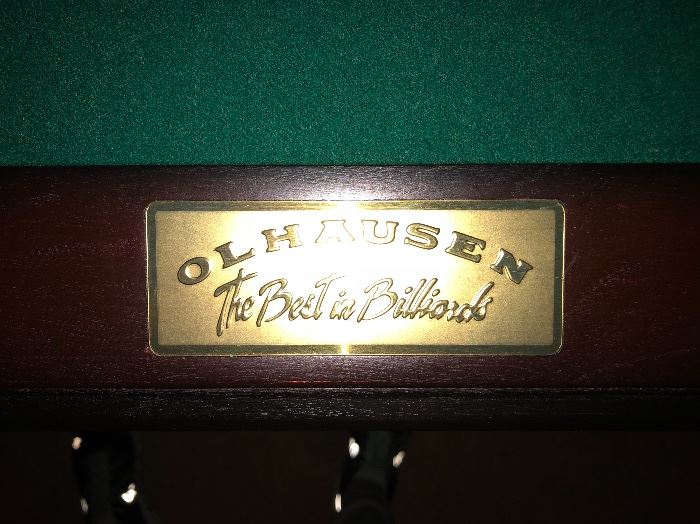 OLHAUSEN
The Best in Billiards